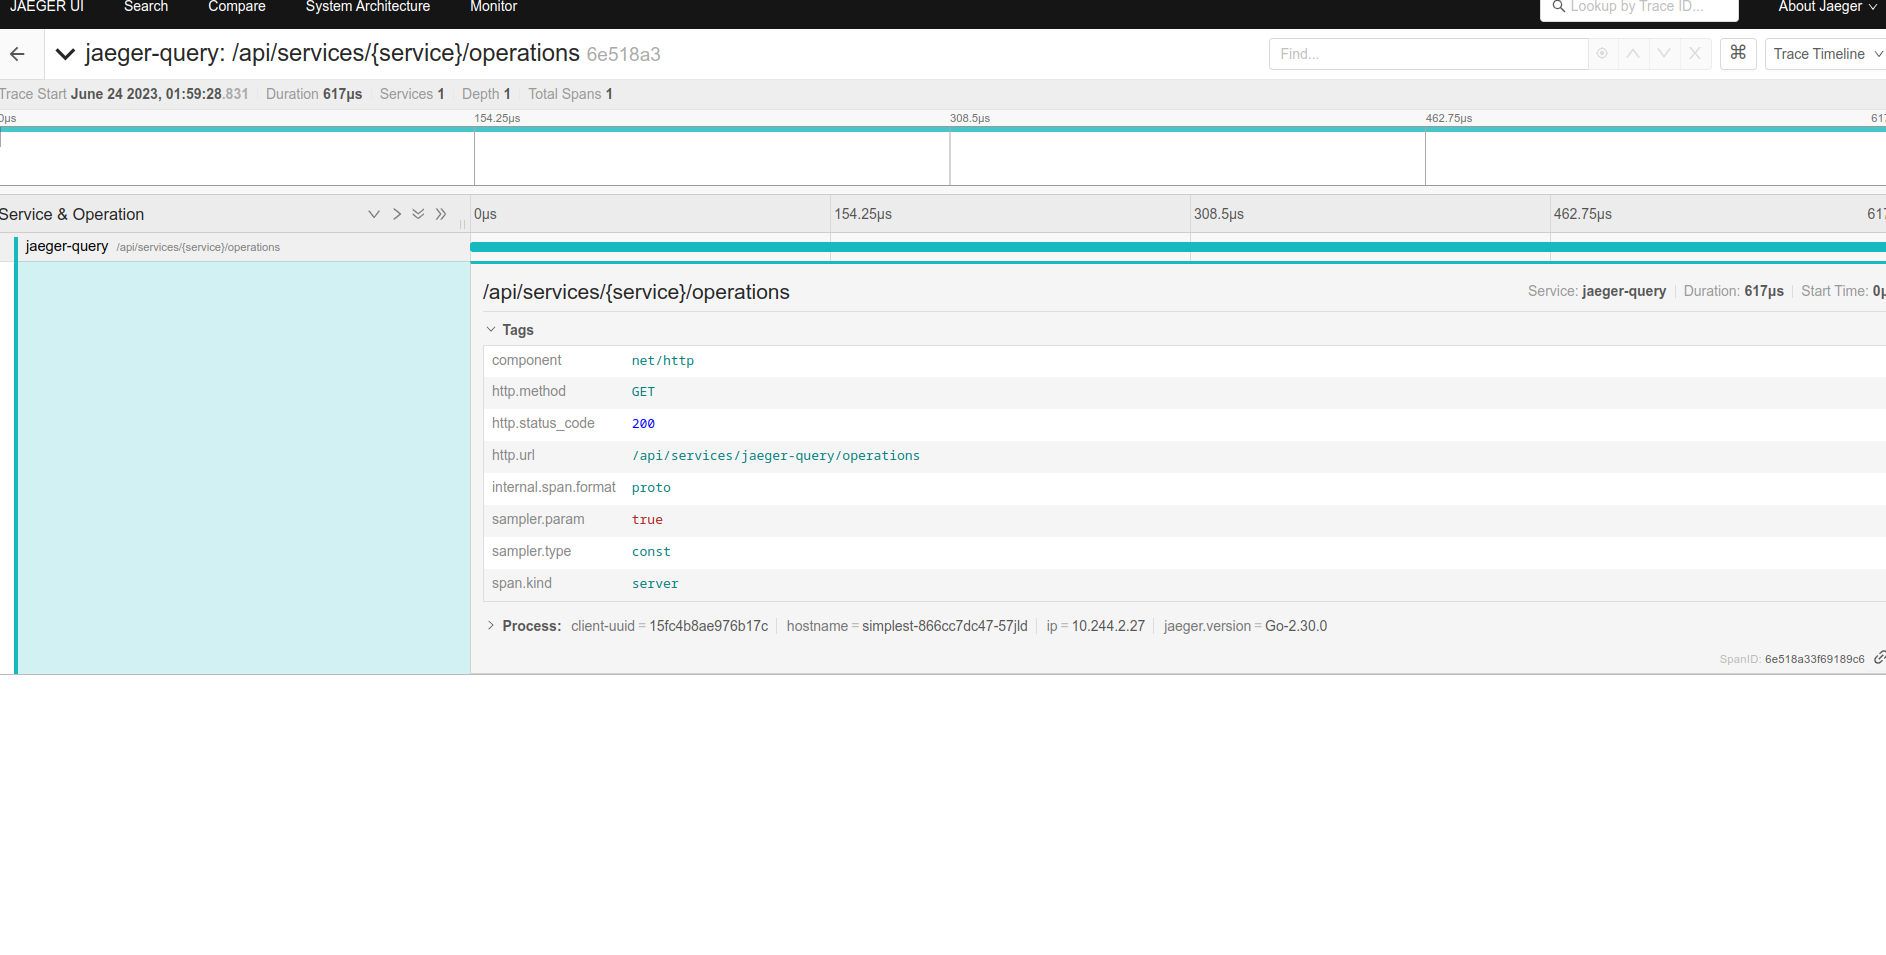 JAEGER UI Search Compare System Architecture Monitor Lookup by Trace ID... About Jaeger
jaeger-query: /api/services/{service}/operations 6e518a3 Find... ⌘ Trace Timeline
Trace Start June 24 2023, 01:59:28.831 Duration 617μs Services 1 Depth 1 Total Spans 1
0μs 154.25μs 308.5μs 462.75μs 617
Service & Operation 0μs 154.25μs 308.5μs 462.75μs 617
jaeger-query /api/services/{service}/operations
/api/services/{service}/operations Service: jaeger-query Duration: 617μs Start Time: 0μ
Tags
component net/http
http.method GET
http.status_code 200
http.url /api/services/jaeger-query/operations
internal.span.format proto
sampler.param true
sampler.type const
span.kind server
Process: client-uuid = 15fc4b8ae976b17c hostname = simplest-866cc7dc47-57jld ip = 10.244.2.27 jaeger.version = Go-2.30.0
SpanID: 6e518a33f69189c6